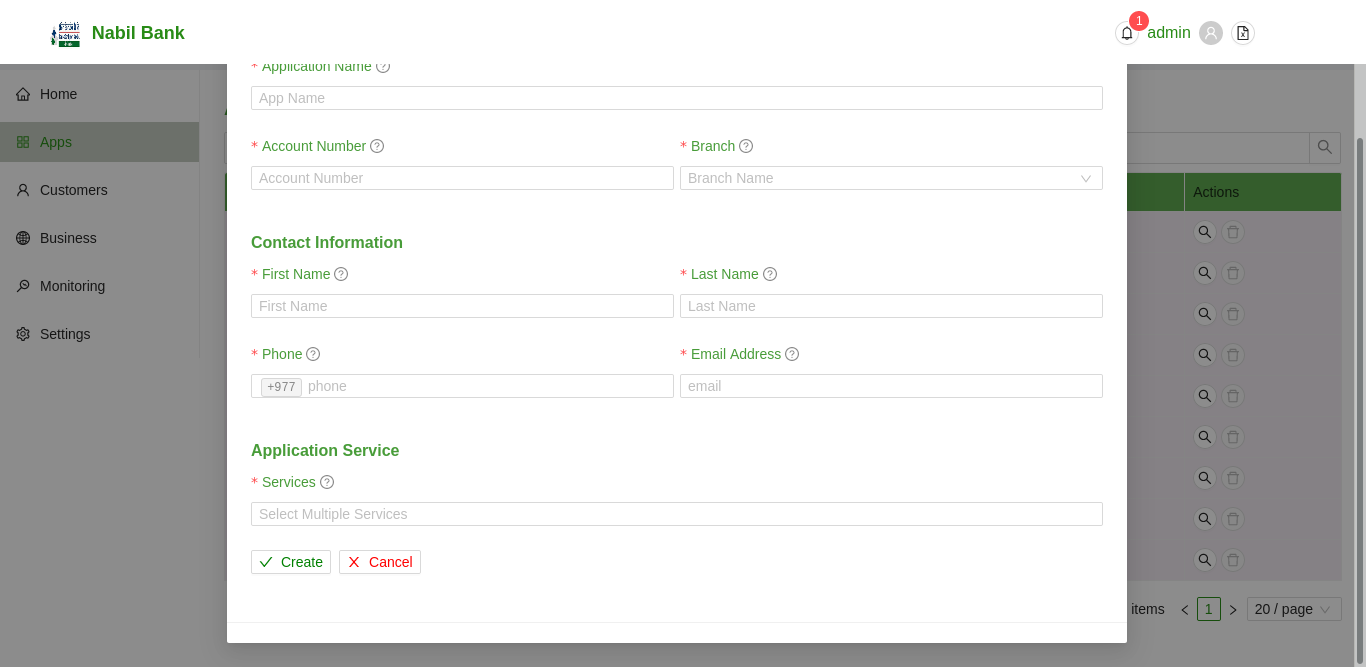 Nabil Bank
1
admin
Home
Apps
Customers
Business
Monitoring
Settings
* Application Name
App Name
* Account Number
* Branch
Account Number
Branch Name
Contact Information
* First Name
* Last Name
First Name
Last Name
* Phone
* Email Address
+977 phone
email
Application Service
* Services
Select Multiple Services
Create
Cancel
Actions
items
1
20 / page